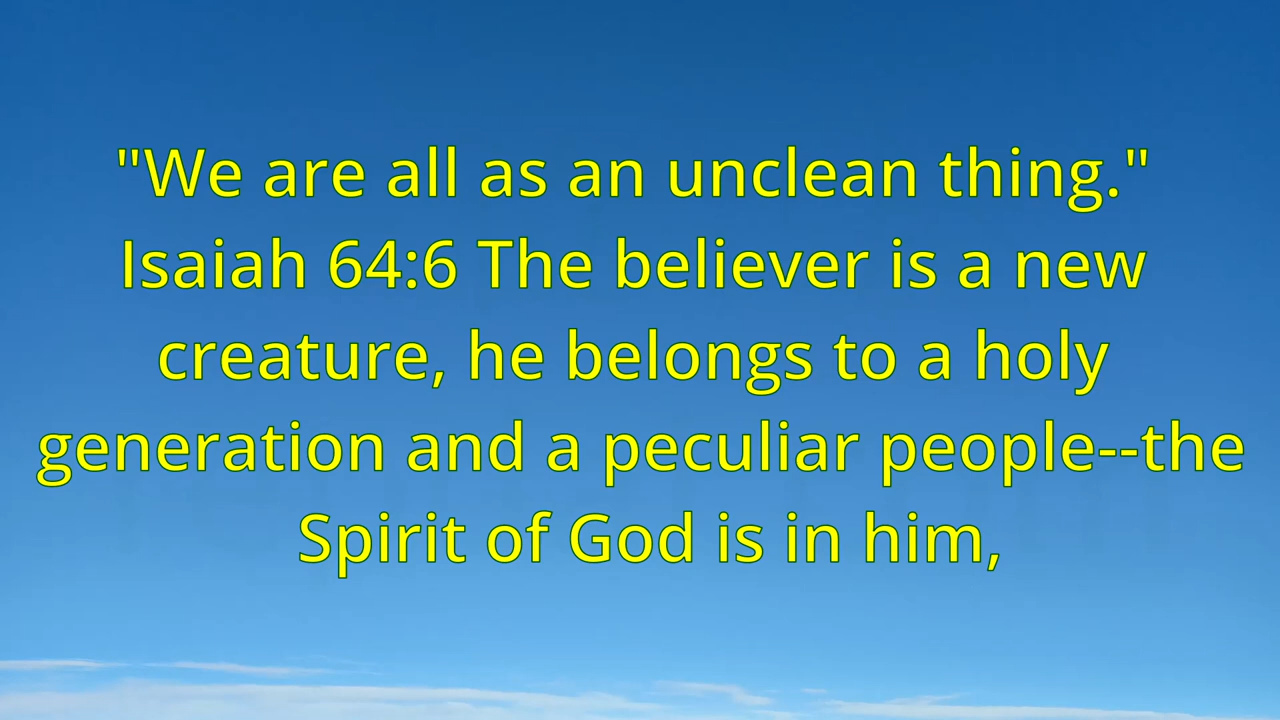 "We are all as an unclean thing."
Isaiah 64:6 The believer is a new
creature, he belongs to a holy
generation and a peculiar people--the
Spirit of God is in him,